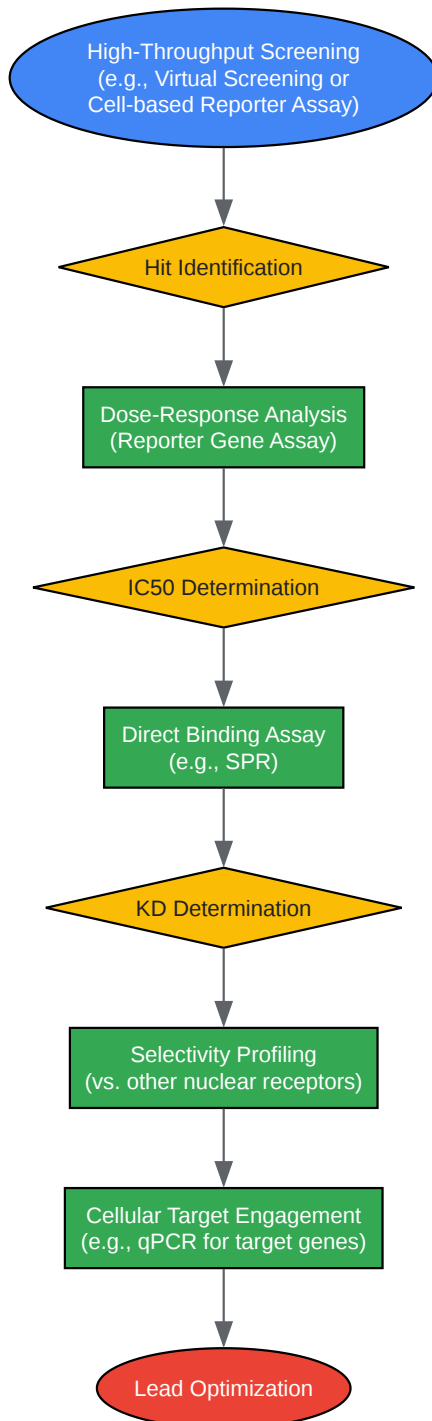 High-Throughput Screening
(e.g., Virtual Screening or
Cell-based Reporter Assay)
Hit Identification
Dose-Response Analysis
(Reporter Gene Assay)
IC50 Determination
Direct Binding Assay
(e.g., SPR)
KD Determination
Selectivity Profiling
(vs. other nuclear receptors)
Cellular Target Engagement
(e.g., qPCR for target genes)
Lead Optimization